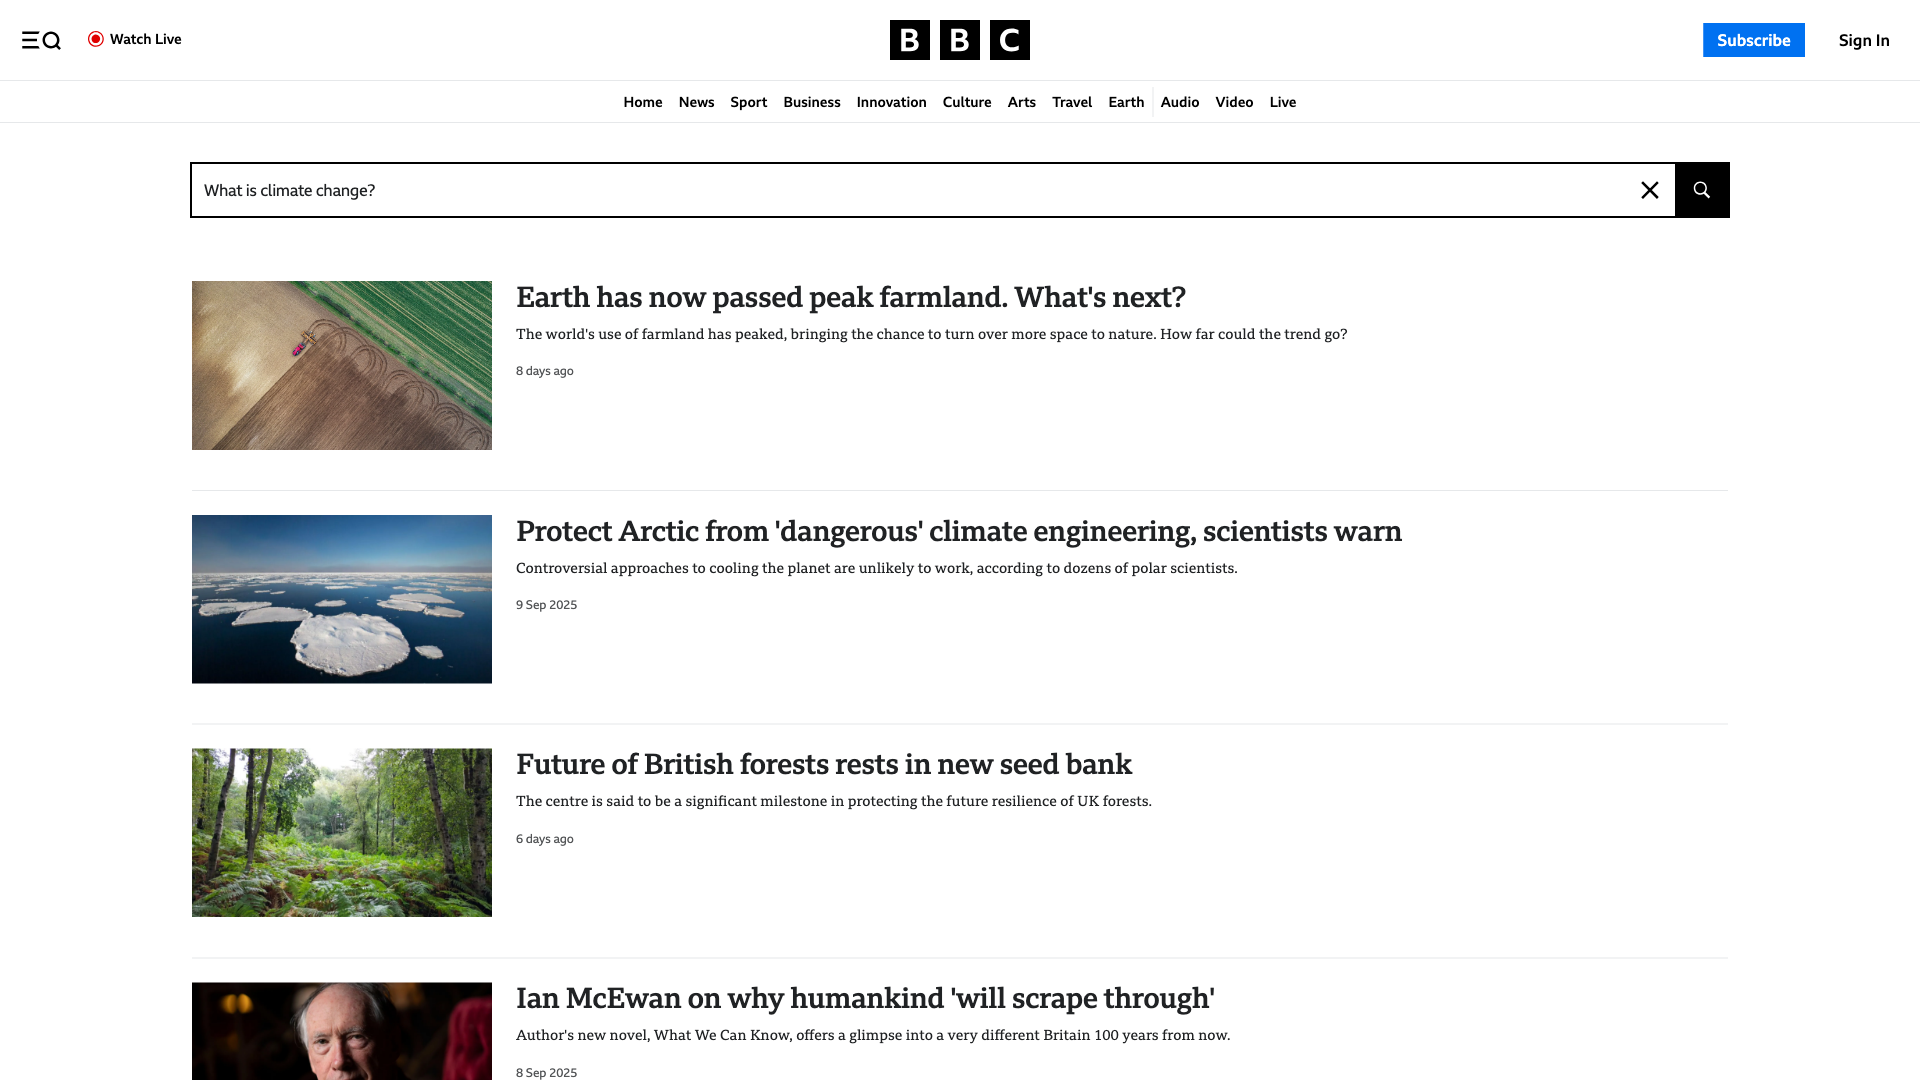 Watch Live
BBC
Subscribe
Sign In
Home News Sport Business Innovation Culture Arts Travel Earth Audio Video Live
What is climate change?
Earth has now passed peak farmland. What's next?
The world's use of farmland has peaked, bringing the chance to turn over more space to nature. How far could the trend go?
8 days ago
Protect Arctic from 'dangerous' climate engineering, scientists warn
Controversial approaches to cooling the planet are unlikely to work, according to dozens of polar scientists.
9 Sep 2025
Future of British forests rests in new seed bank
The centre is said to be a significant milestone in protecting the future resilience of UK forests.
6 days ago
Ian McEwan on why humankind 'will scrape through'
Author's new novel, What We Can Know, offers a glimpse into a very different Britain 100 years from now.
8 Sep 2025